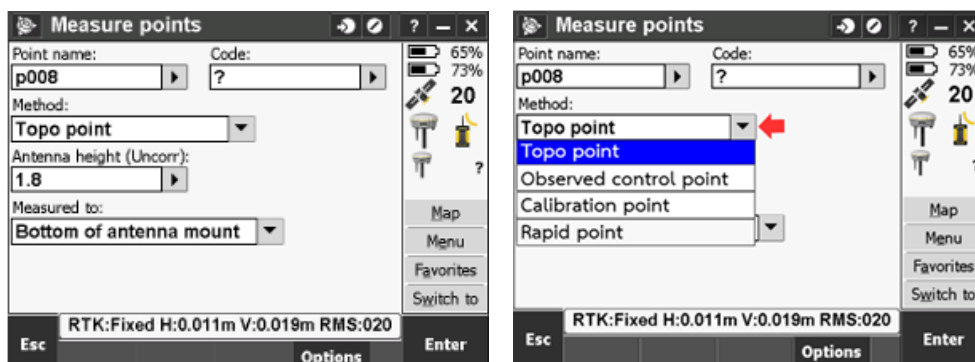 Measure points
? – ×
Point name:
Code:
65%
p008
?
73%
Method:
20
Topo point
Antenna height (Uncorr):
1.8
?
Measured to:
Map
Bottom of antenna mount
Menu
Favorites
Switch to
RTK:Fixed H:0.011m V:0.019m RMS:020
Esc
Options
Enter
Measure points
? – ×
Point name:
Code:
65%
p008
?
73%
Method:
20
Topo point
Topo point
Observed control point
Calibration point
Rapid point
Map
Menu
Favorites
Switch to
RTK:Fixed H:0.011m V:0.019m RMS:020
Esc
Options
Enter